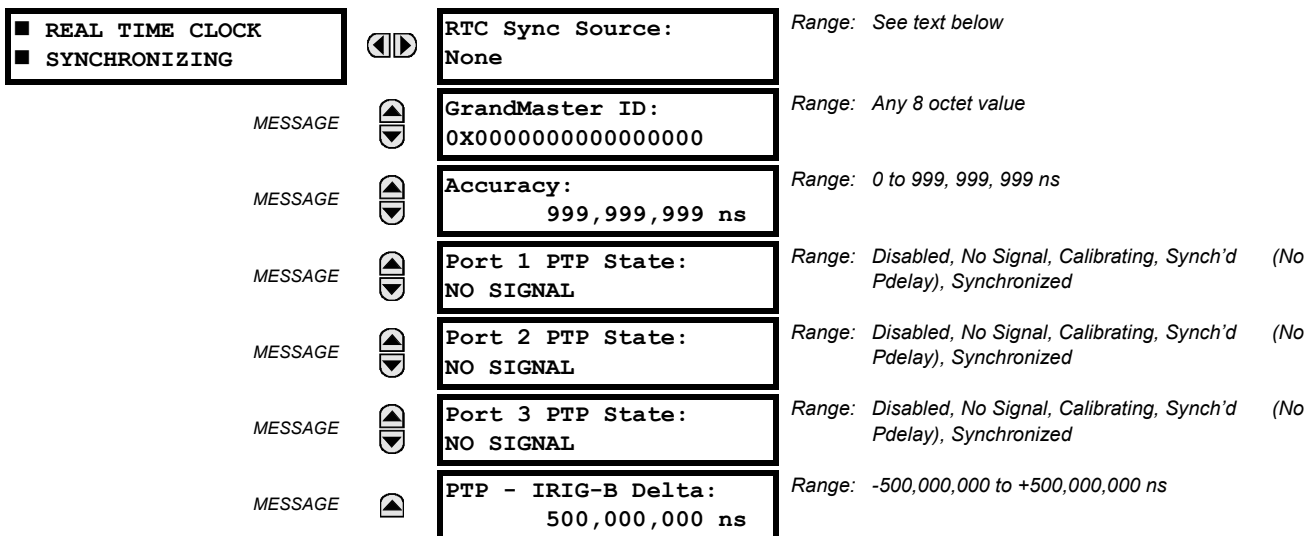 ■ REAL TIME CLOCK
■ SYNCHRONIZING
RTC Sync Source:
None
Range: See text below
MESSAGE
GrandMaster ID:
0X0000000000000000
Range: Any 8 octet value
MESSAGE
Accuracy:
999,999,999 ns
Range: 0 to 999, 999, 999 ns
MESSAGE
Port 1 PTP State:
NO SIGNAL
Range: Disabled, No Signal, Calibrating, Synch’d (No
Pdelay), Synchronized
MESSAGE
Port 2 PTP State:
NO SIGNAL
Range: Disabled, No Signal, Calibrating, Synch’d (No
Pdelay), Synchronized
MESSAGE
Port 3 PTP State:
NO SIGNAL
Range: Disabled, No Signal, Calibrating, Synch’d (No
Pdelay), Synchronized
MESSAGE
PTP - IRIG-B Delta:
500,000,000 ns
Range: -500,000,000 to +500,000,000 ns